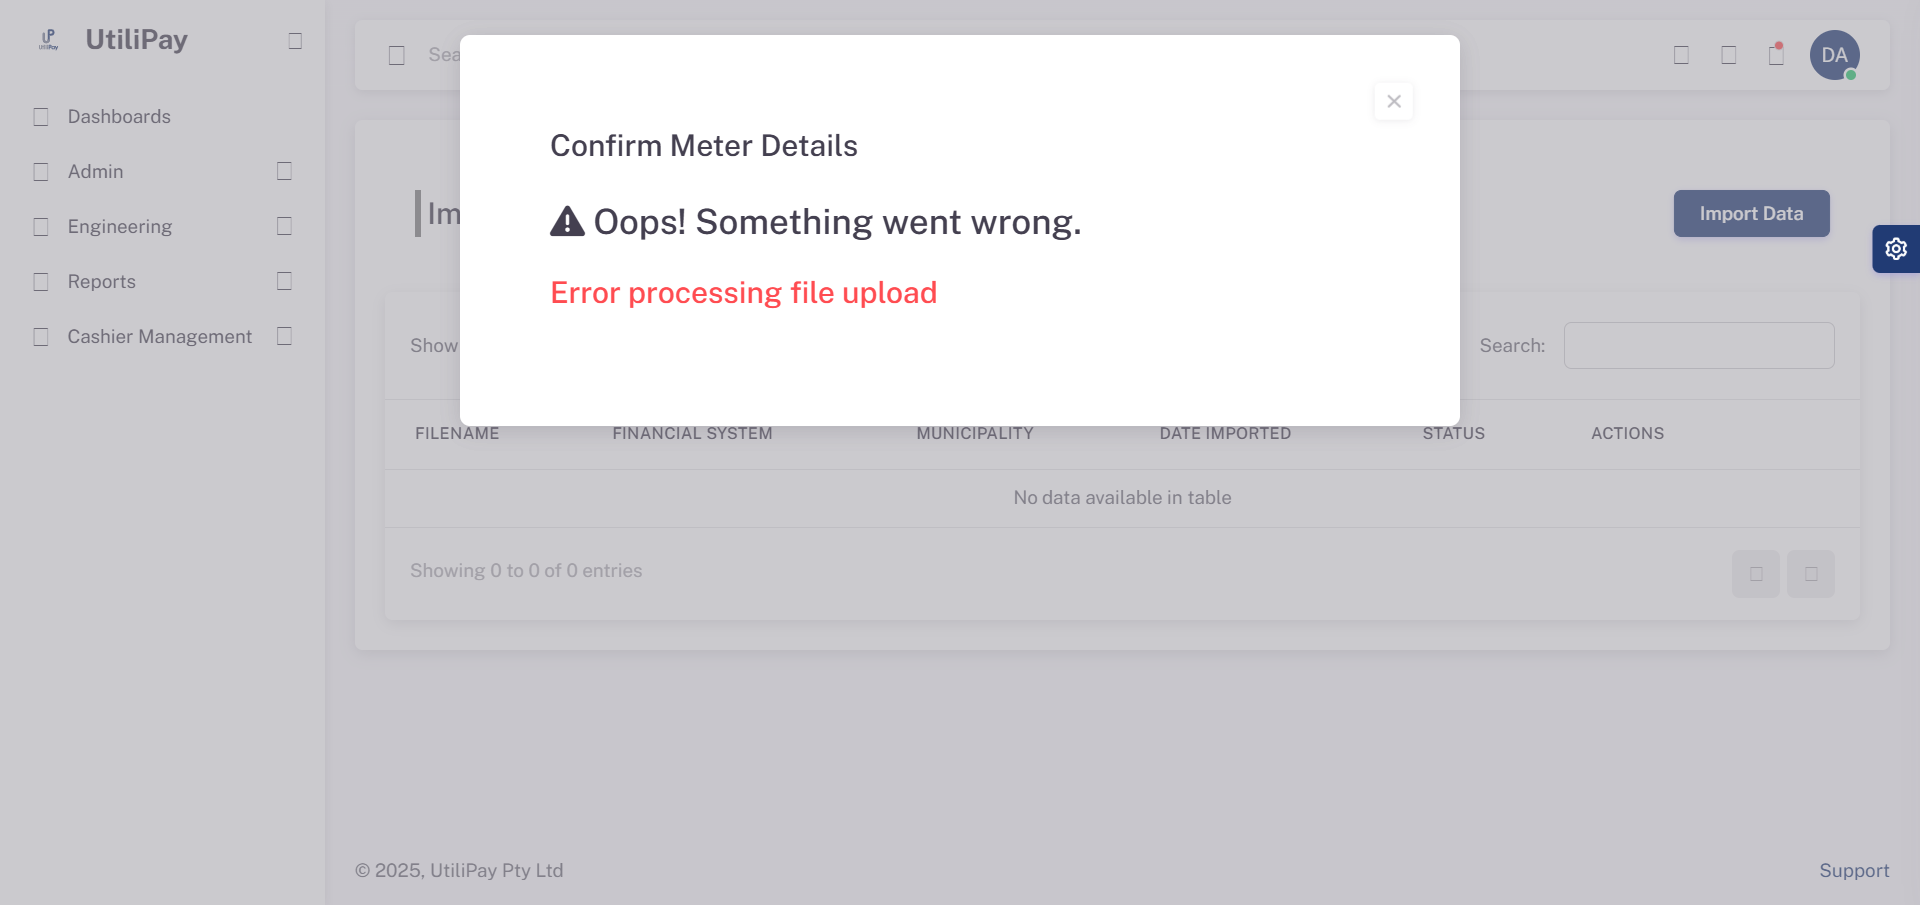 UtiliPay
Dashboards
Admin
Engineering
Reports
Cashier Management
Sea
DA
Confirm Meter Details
Oops! Something went wrong.
Error processing file upload
Im
Import Data
Show
Search:
FILENAME FINANCIAL SYSTEM MUNICIPALITY DATE IMPORTED STATUS ACTIONS
No data available in table
Showing 0 to 0 of 0 entries
© 2025, UtiliPay Pty Ltd
Support